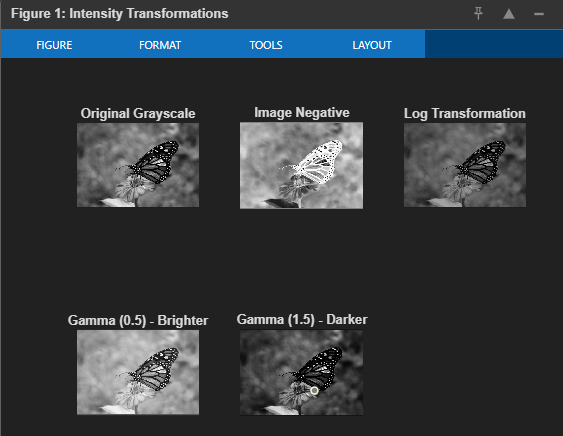 Figure 1: Intensity Transformations
FIGURE FORMAT TOOLS LAYOUT
Original Grayscale Image Negative Log Transformation
Gamma (0.5) - Brighter Gamma (1.5) - Darker